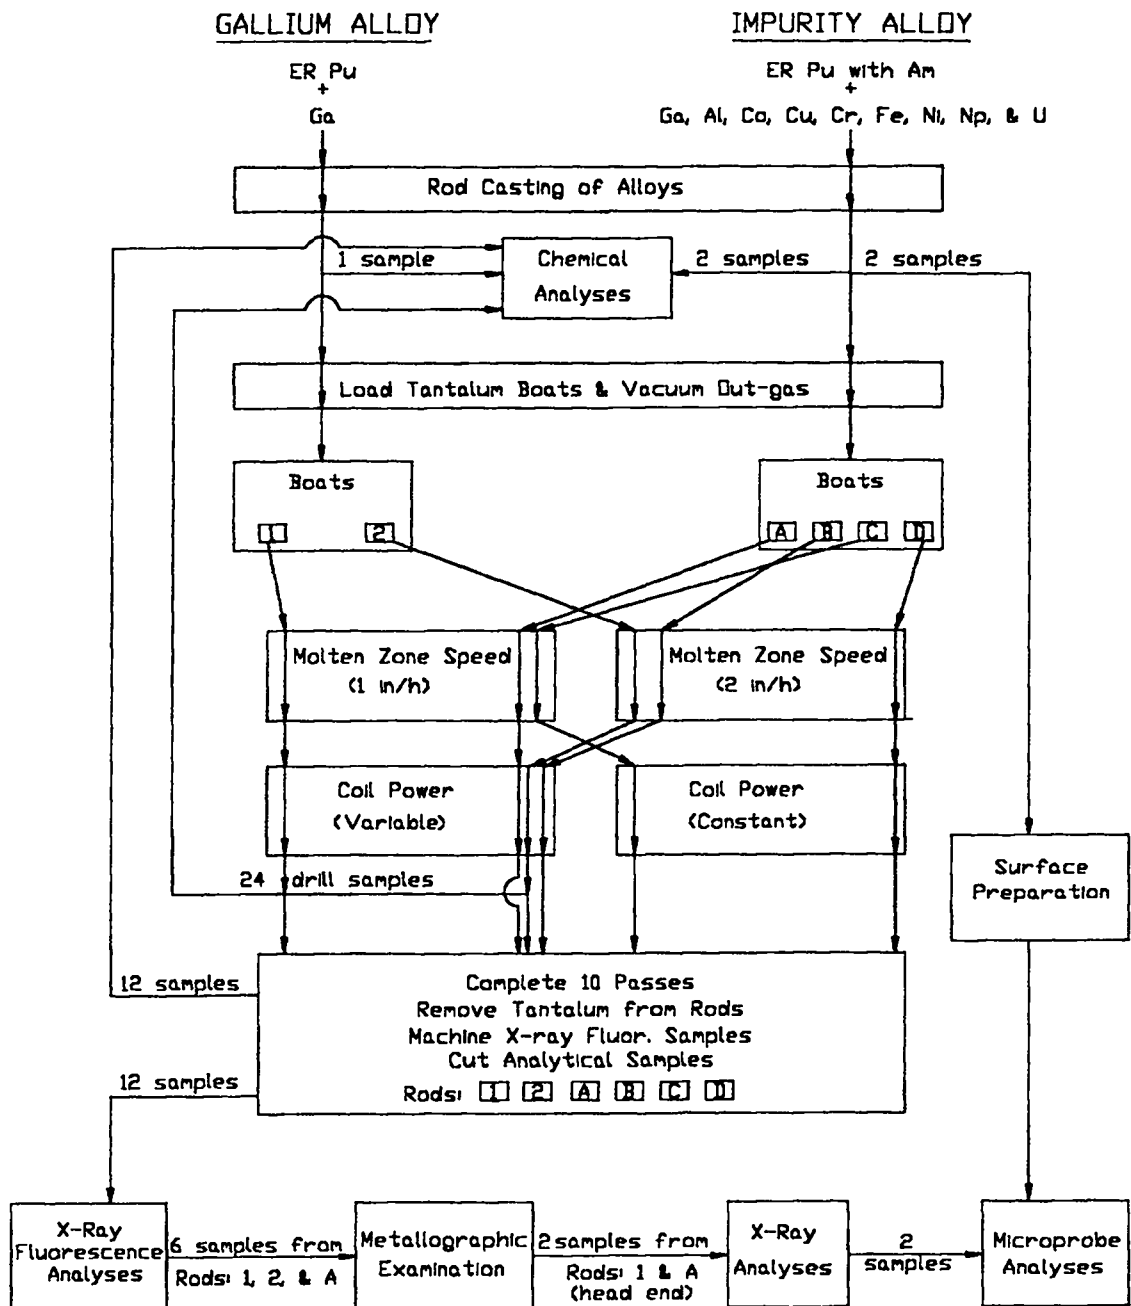 GALLIUM ALLOY
IMPURITY ALLOY
ER Pu
+
Ga
ER Pu with Am
+
Ga, Al, Co, Cu, Cr, Fe, Ni, Np, & U
Rod Casting of Alloys
1 sample
Chemical
Analyses
2 samples
2 samples
Load Tantalum Boats & Vacuum Out-gas
Boats
1
2
Boats
A
B
C
D
Molten Zone Speed
(1 in/h)
Molten Zone Speed
(2 in/h)
Coil Power
(Variable)
Coil Power
(Constant)
24 drill samples
Surface
Preparation
12 samples
Complete 10 Passes
Remove Tantalum from Rods
Machine X-ray Fluor. Samples
Cut Analytical Samples
Rods: 1 2 A B C D
12 samples
X-Ray
Fluorescence
Analyses
6 samples from
Rods: 1, 2, & A
Metallographic
Examination
2 samples from
Rods: 1 & A
(head end)
X-Ray
Analyses
2
samples
Microprobe
Analyses